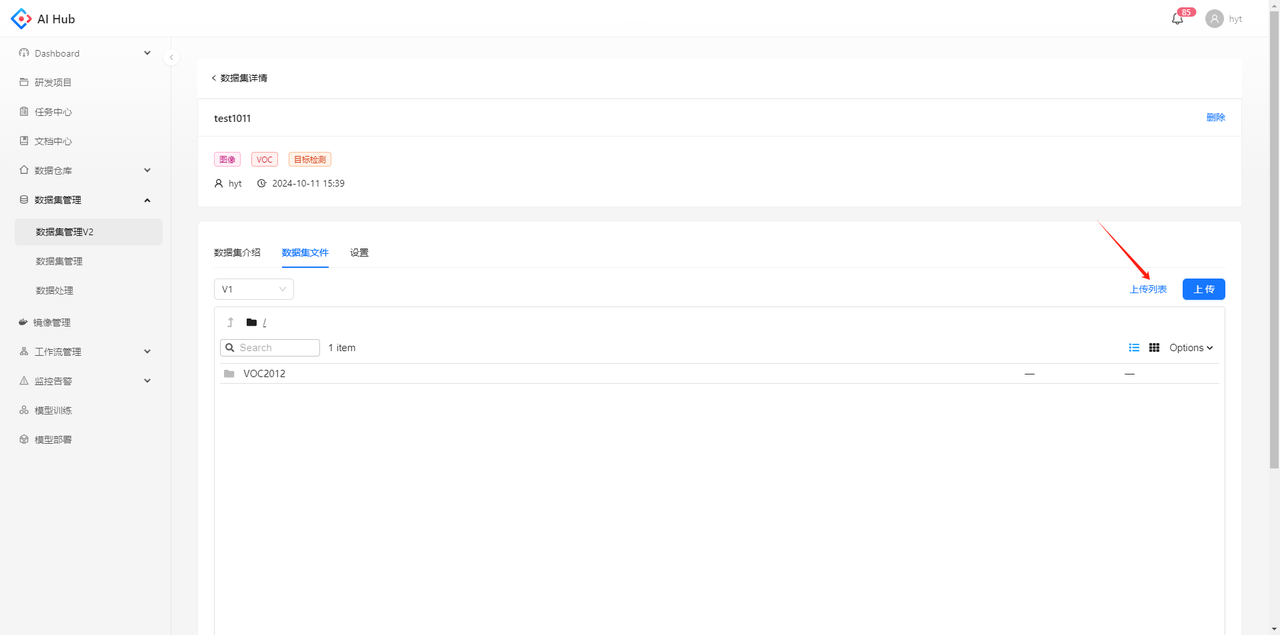 AI Hub
85
hyt
Dashboard
研发项目
任务中心
文档中心
数据仓库
数据集管理
数据集管理V2
数据集管理
数据处理
镜像管理
工作流管理
监控告警
模型训练
模型部署
数据集详情
test1011
删除
图像 VOC 目标检测
hyt 2024-10-11 15:39
数据集介绍 数据集文件 设置
V1 上传列表 上 传
/
Search 1 item Options
VOC2012 — —